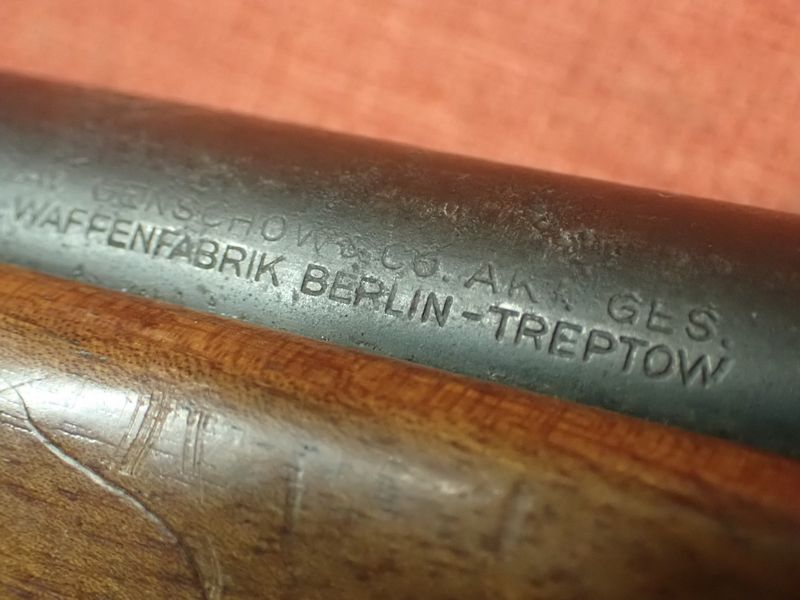 GENSCHOW & CO. AKT. GES.
WAFFENFABRIK BERLIN-TREPTOW